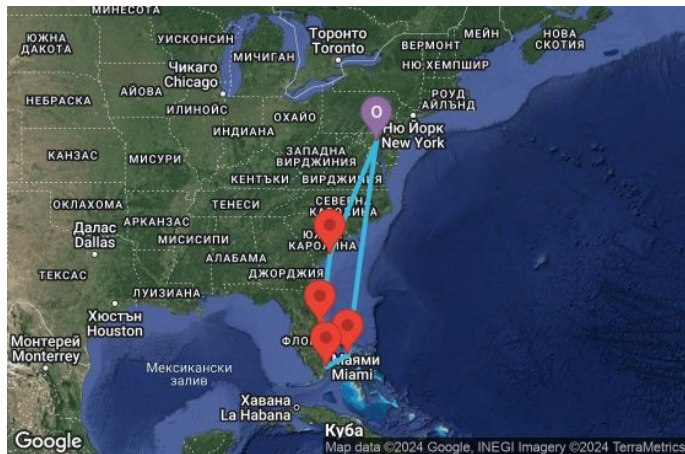 МИНЕСОТА
ЮЖНА
ДАКОТА
УИСКОНСИН
МИЧИГАН
Торонто
Toronto
ВЕРМОНТ
МЕЙН
НОВА
СКОТИЯ
НЮ ХЕМПШИР
Чикаго
Chicago
НЕБРАСКА
АЙОВА
ИЛИНОЙС
ИНДИАНА
ОХАЙО
РОУД
АЙЛЪНД
O
Ню Йорк
New York
КАНЗАС
МИСУРИ
ЗАПАДНА
ВИРДЖИНИЯ
КЕНТЪКИ
ВИРДЖИНИЯ
ОКЛАХОМА
АРКАНЗАС
ТЕНЕСИ
СЕВЕРНА
КАРОЛИНА
Далас
Dallas
МИСИСИПИ
АЛАБАМА
КАРОЛИНА
ДЖОРДЖИЯ
ТЕКСАС
ЛУИЗИАНА
Хюстън
Houston
ФЛО
Маями
Miami
Монтерей
Monterrey
Мексикански
залив
Хавана
La Habana
Куба
Google
Map data ©2024 Google, INEGI Imagery ©2024 TerraMetrics